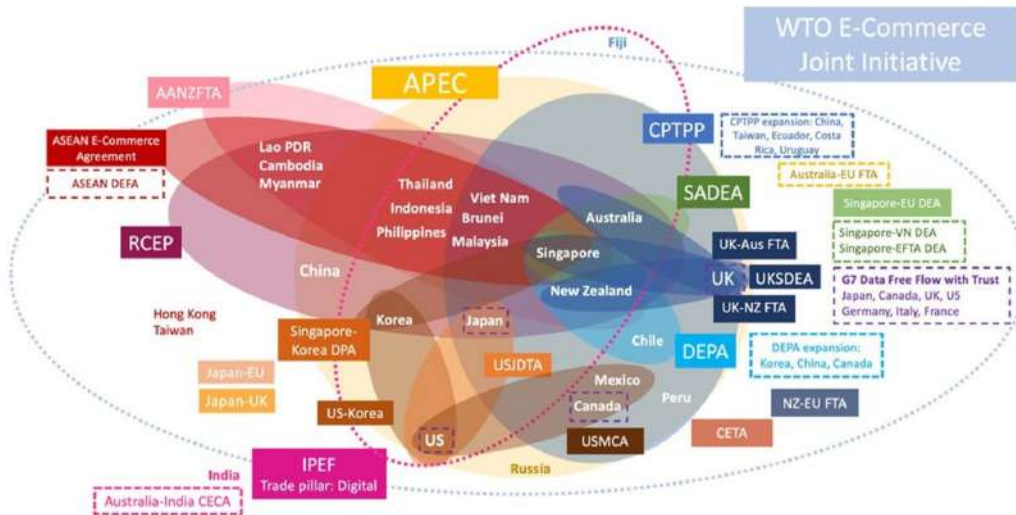 WTO E-Commerce
Joint Initiative
Fiji
APEC
AANZFTA
CPTPP
CPTPP expansion: China,
Taiwan, Ecuador, Costa
Rica, Uruguay
ASEAN E-Commerce
Agreement
ASEAN DEFA
Lao PDR
Cambodia
Myanmar
Thailand
Indonesia
Philippines
Viet Nam
Brunei
Malaysia
Australia
Singapore
New Zealand
SADEA
Australia-EU FTA
Singapore-EU DEA
Singapore-VN DEA
Singapore-EFTA DEA
RCEP
China
UK-Aus FTA
UK
UKSDEA
UK-NZ FTA
G7 Data Free Flow with Trust
Japan, Canada, UK, US
Germany, Italy, France
Hong Kong
Taiwan
Korea
Japan
Singapore-
Korea DPA
Chile
DEPA
DEPA expansion:
Korea, China, Canada
Japan-EU
Japan-UK
USJDTA
Mexico
Canada
Peru
NZ-EU FTA
US-Korea
US
USMCA
CETA
India
IPEF
Trade pillar: Digital
Russia
Australia-India CECA